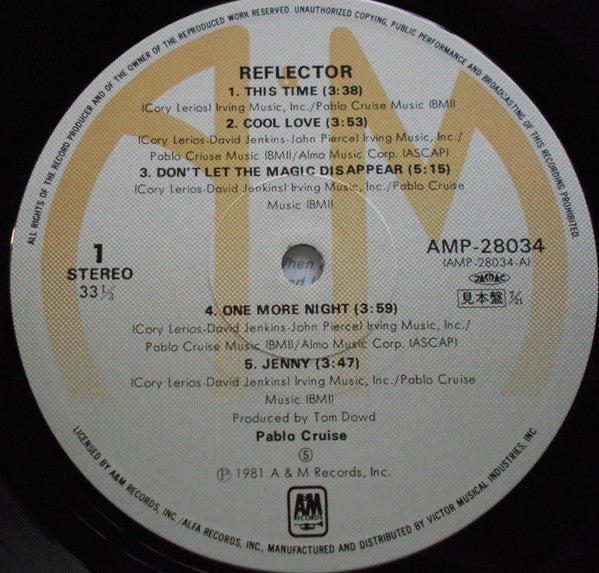 ALL RIGHTS OF THE RECORD PRODUCER AND OF THE OWNER OF THE REPRODUCED WORK RESERVED. UNAUTHORIZED COPYING, PUBLIC PERFORMANCE AND BROADCASTING OF THIS RECORDING PROHIBITED.
REFLECTOR
1. THIS TIME (3:38)
(Cory Lerios) Irving Music, Inc./Pablo Cruise Music (BMI)
2. COOL LOVE (3:53)
(Cory Lerios-David Jenkins-John Pierce) Irving Music, Inc./
Pablo Criuse Music (BMI)/Almo Music Corp. (ASCAP)
3. DON'T LET THE MAGIC DISAPPEAR (5:15)
(Cory Lerios-David Jenkins) Irving Music, Inc./Pablo Cruise
Music (BMI)
1
STEREO
33⅓
AMP-28034
(AMP-28034-A)
JASRAC
見本盤 7/21
4. ONE MORE NIGHT (3:59)
(Cory Lerios-David Jenkins-John Pierce) Irving Music, Inc./
Pablo Cruise Music (BMI)/Almo Music Corp. (ASCAP)
5. JENNY (3:47)
(Cory Lerios-David Jenkins) Irving Music, Inc./Pablo Cruise
Music (BMI)
Produced by Tom Dowd
Pablo Cruise
Ⓢ
Ⓟ 1981 A & M Records, Inc.
A&M
RECORDS
LICENSED BY A&M RECORDS, INC./ALFA RECORDS, INC., MANUFACTURED AND DISTRIBUTED BY VICTOR MUSICAL INDUSTRIES, INC.